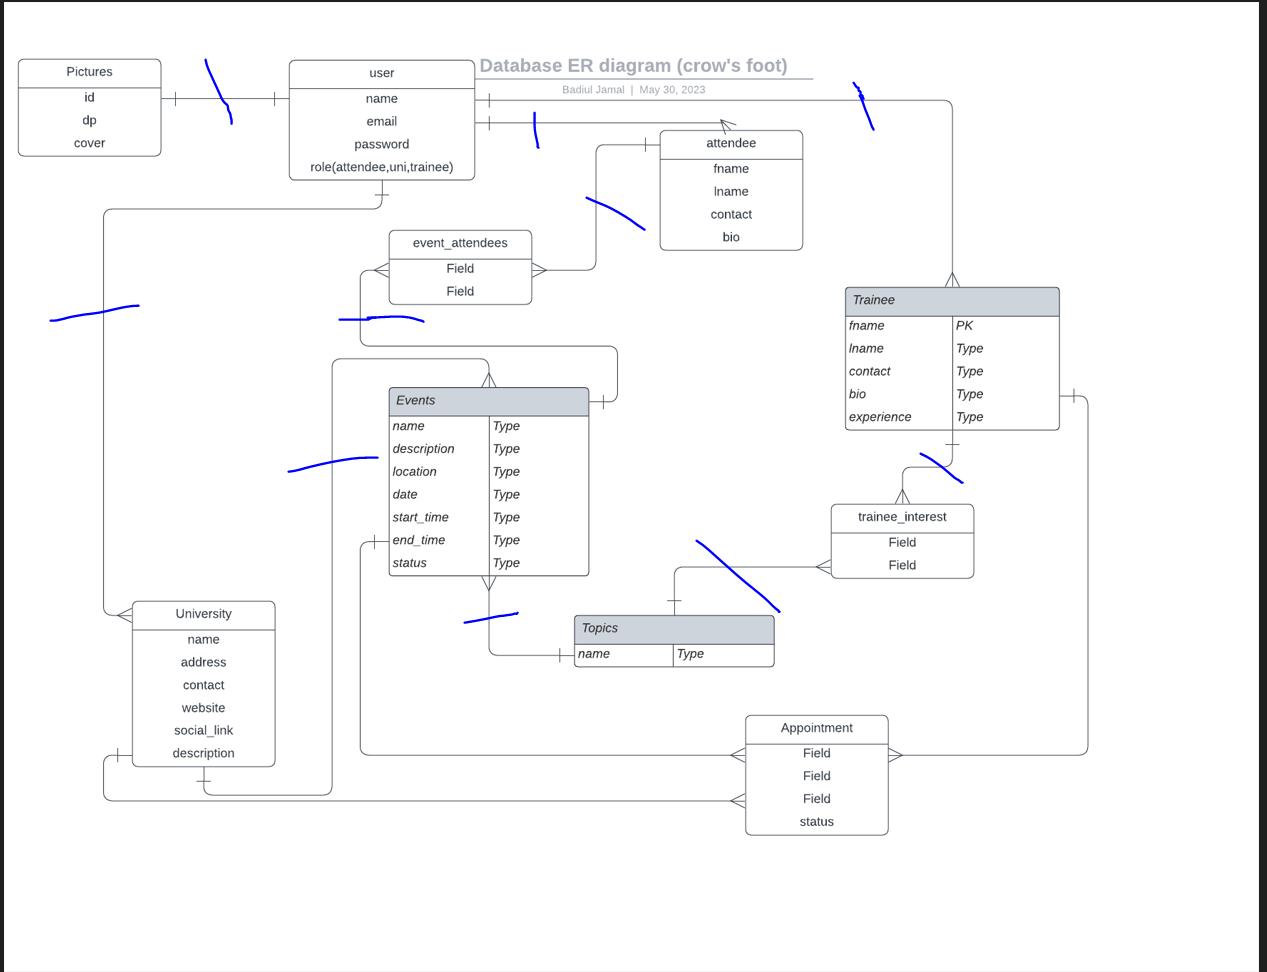 Database ER diagram (crow's foot)
Badiul Jamal | May 30, 2023
Pictures
id
dp
cover
user
name
email
password
role(attendee,uni,trainee)
attendee
fname
lname
contact
bio
event_attendees
Field
Field
Trainee
fname PK
lname Type
contact Type
bio Type
experience Type
Events
name Type
description Type
location Type
date Type
start_time Type
end_time Type
status Type
trainee_interest
Field
Field
University
name
address
contact
website
social_link
description
Topics
name Type
Appointment
Field
Field
Field
status